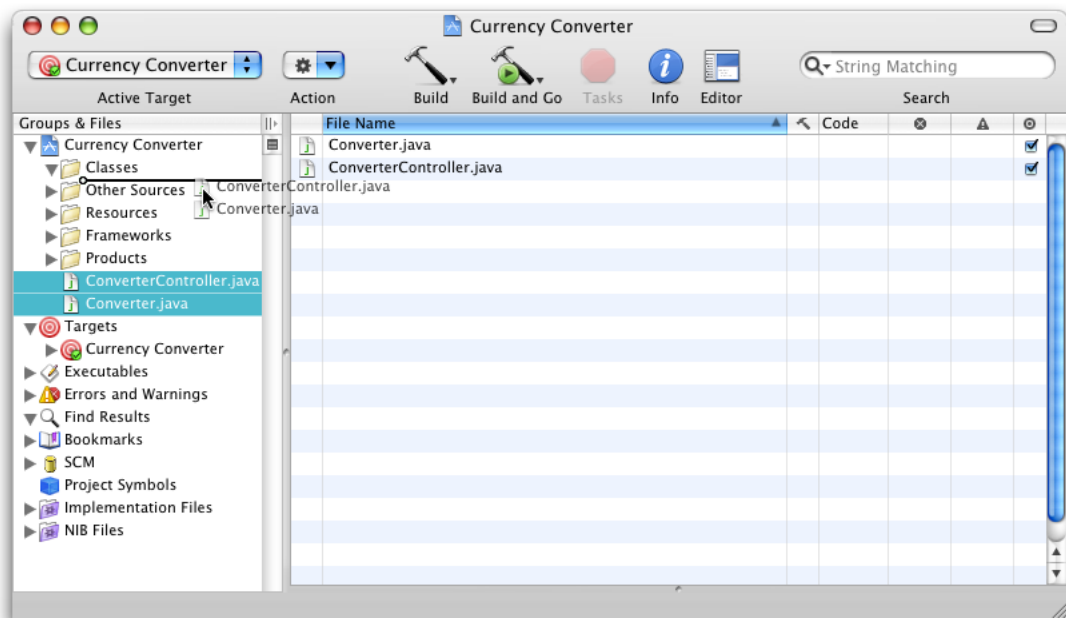 Currency Converter
Currency Converter
String Matching
Active Target
Action
Build
Build and Go
Tasks
Info
Editor
Search
Groups & Files
File Name
Code
Currency Converter
Classes
Other Sources
Resources
Frameworks
Products
ConverterController.java
Converter.java
Targets
Currency Converter
Executables
Errors and Warnings
Find Results
Bookmarks
SCM
Project Symbols
Implementation Files
NIB Files
ConverterController.java
Converter.java
Converter.java
ConverterController.java